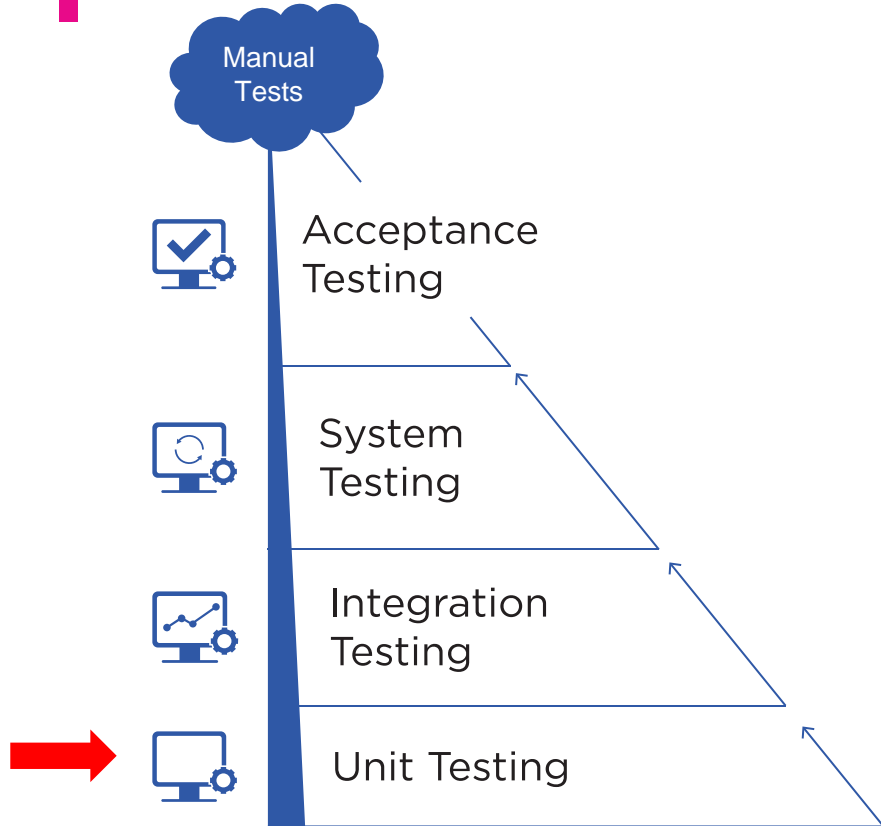 Manual
Tests
Acceptance
Testing
System
Testing
Integration
Testing
Unit Testing